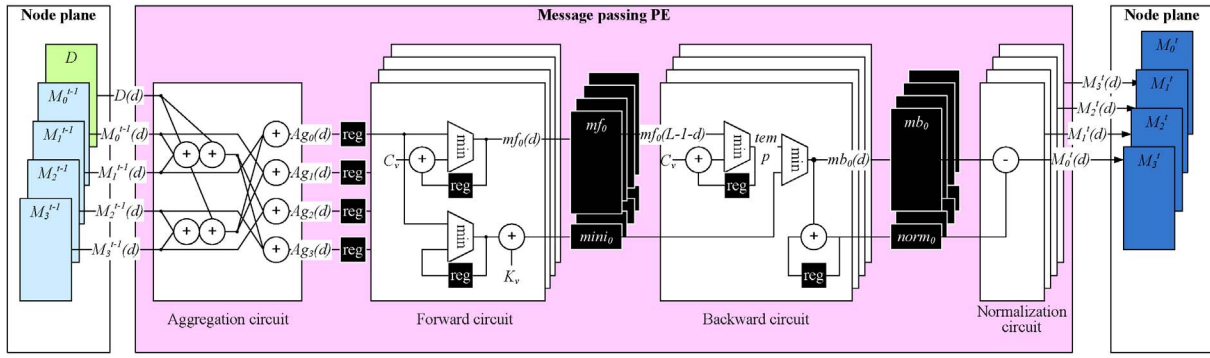 Node plane
Message passing PE
Node plane
D
M₀ᵗ⁻¹
M₁ᵗ⁻¹
M₂ᵗ⁻¹
M₃ᵗ⁻¹
D(d)
M₀ᵗ⁻¹(d)
M₁ᵗ⁻¹(d)
M₂ᵗ⁻¹(d)
M₃ᵗ⁻¹(d)
+
+
+
+
+
+
+
+
Ag₀(d)
Ag₁(d)
Ag₂(d)
Ag₃(d)
reg
reg
reg
reg
Cᵥ
+
min
reg
mf₀(d)
min
reg
+
Kᵥ
mf₀
mini₀
mf₀(L-1-d)
Cᵥ
+
min
reg
tem
p
min
mb₀(d)
+
reg
mb₀
norm₀
-
M₃ᵗ(d)
M₂ᵗ(d)
M₁ᵗ(d)
M₀ᵗ(d)
M₀ᵗ
M₁ᵗ
M₂ᵗ
M₃ᵗ
Aggregation circuit
Forward circuit
Backward circuit
Normalization
circuit